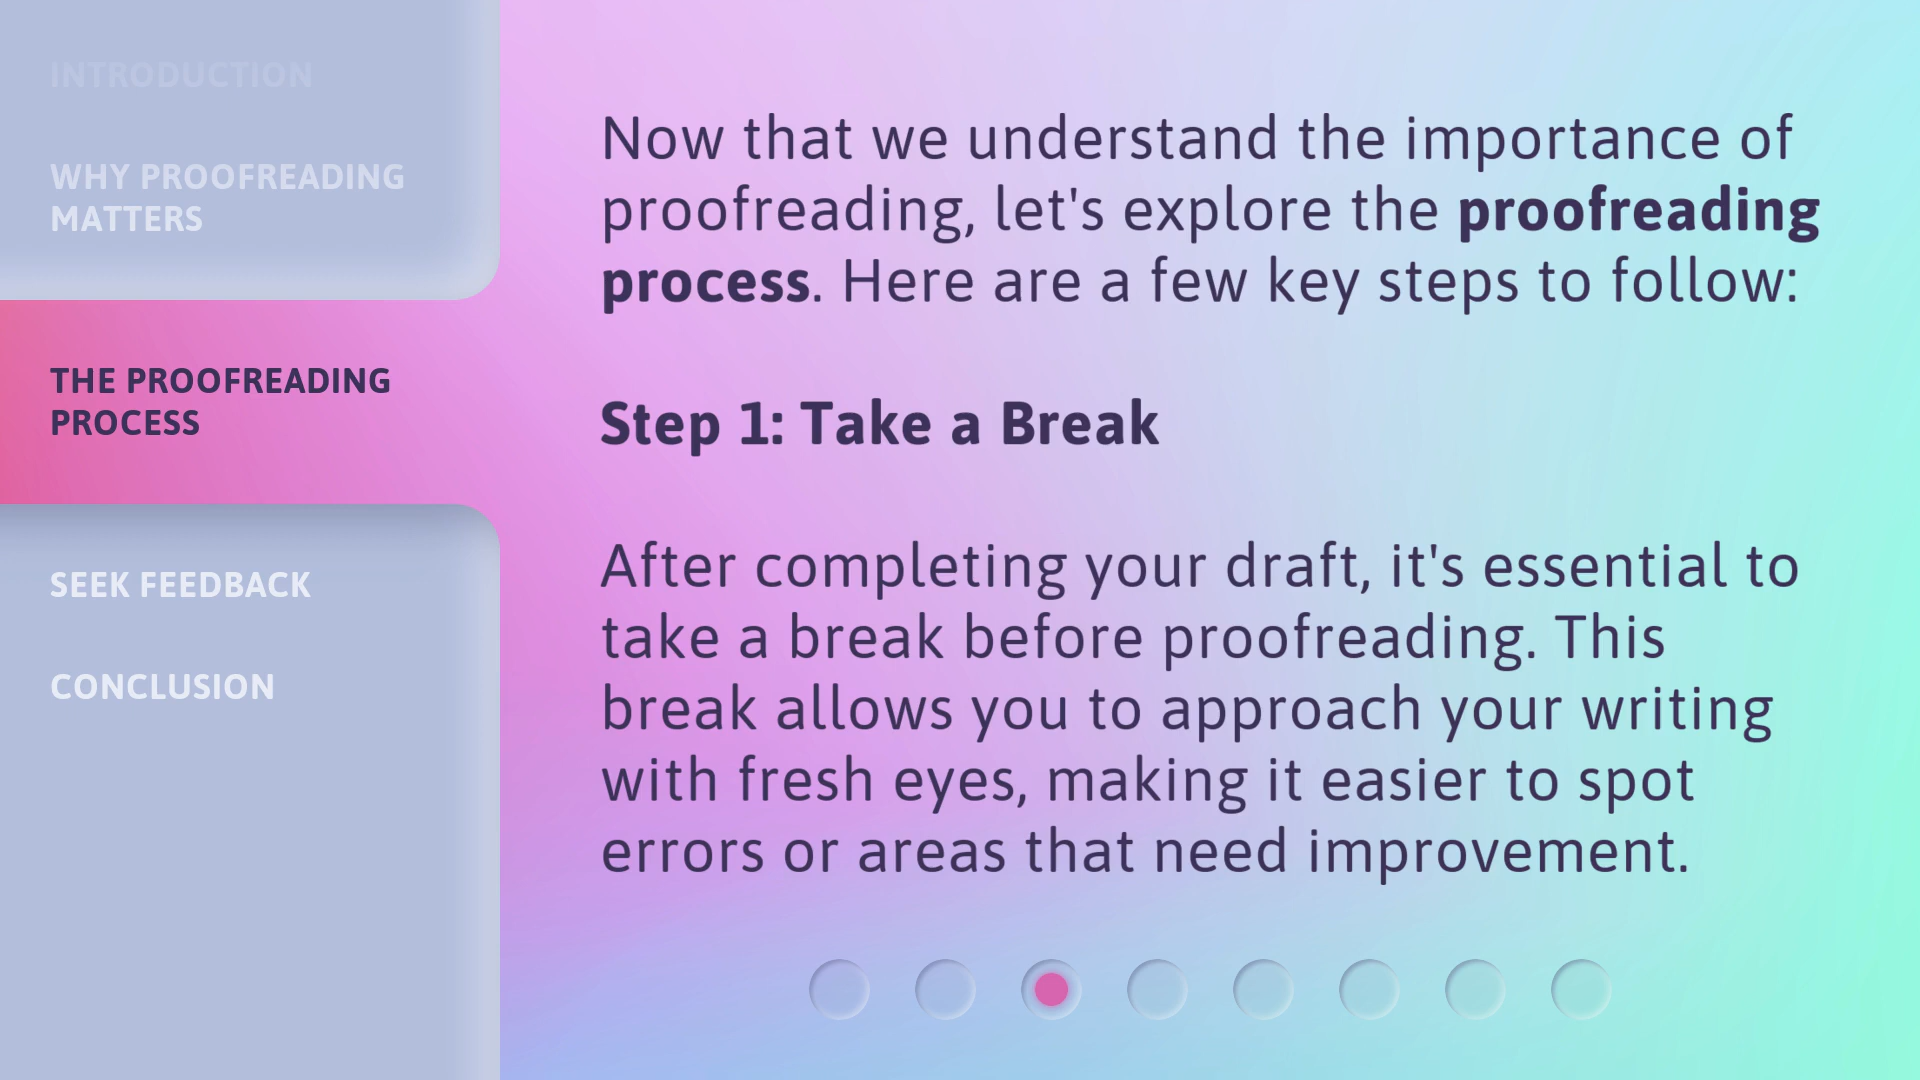 INTRODUCTION
WHY PROOFREADING
MATTERS
THE PROOFREADING
PROCESS
SEEK FEEDBACK
CONCLUSION
Now that we understand the importance of
proofreading, let's explore the proofreading
process. Here are a few key steps to follow:
Step 1: Take a Break
After completing your draft, it's essential to
take a break before proofreading. This
break allows you to approach your writing
with fresh eyes, making it easier to spot
errors or areas that need improvement.